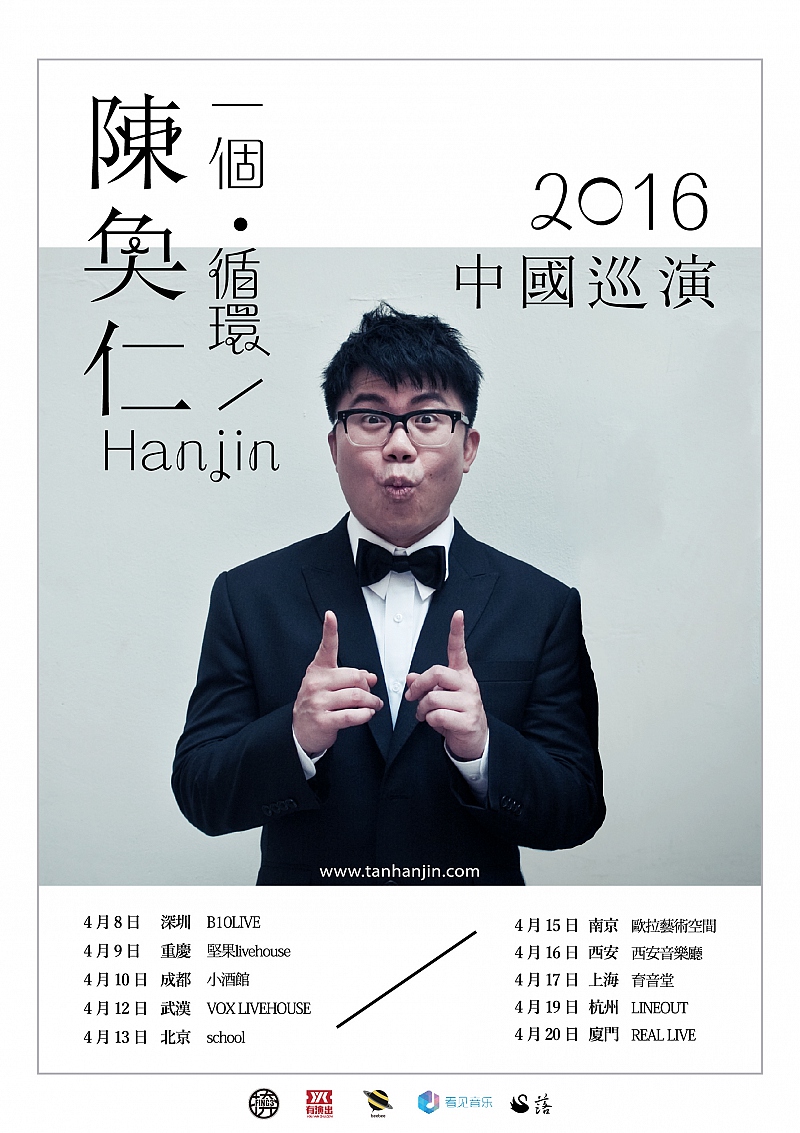 陳奐仁
一個・循環／
Hanjin
2016
中國巡演
www.tanhanjin.com
4月8日 深圳 B10LIVE
4月9日 重慶 堅果livehouse
4月10日 成都 小酒館
4月12日 武漢 VOX LIVEHOUSE
4月13日 北京 school
4月15日 南京 歐拉藝術空間
4月16日 西安 西安音樂廳
4月17日 上海 育音堂
4月19日 杭州 LINEOUT
4月20日 廈門 REAL LIVE
有演出
beebee
看见音乐